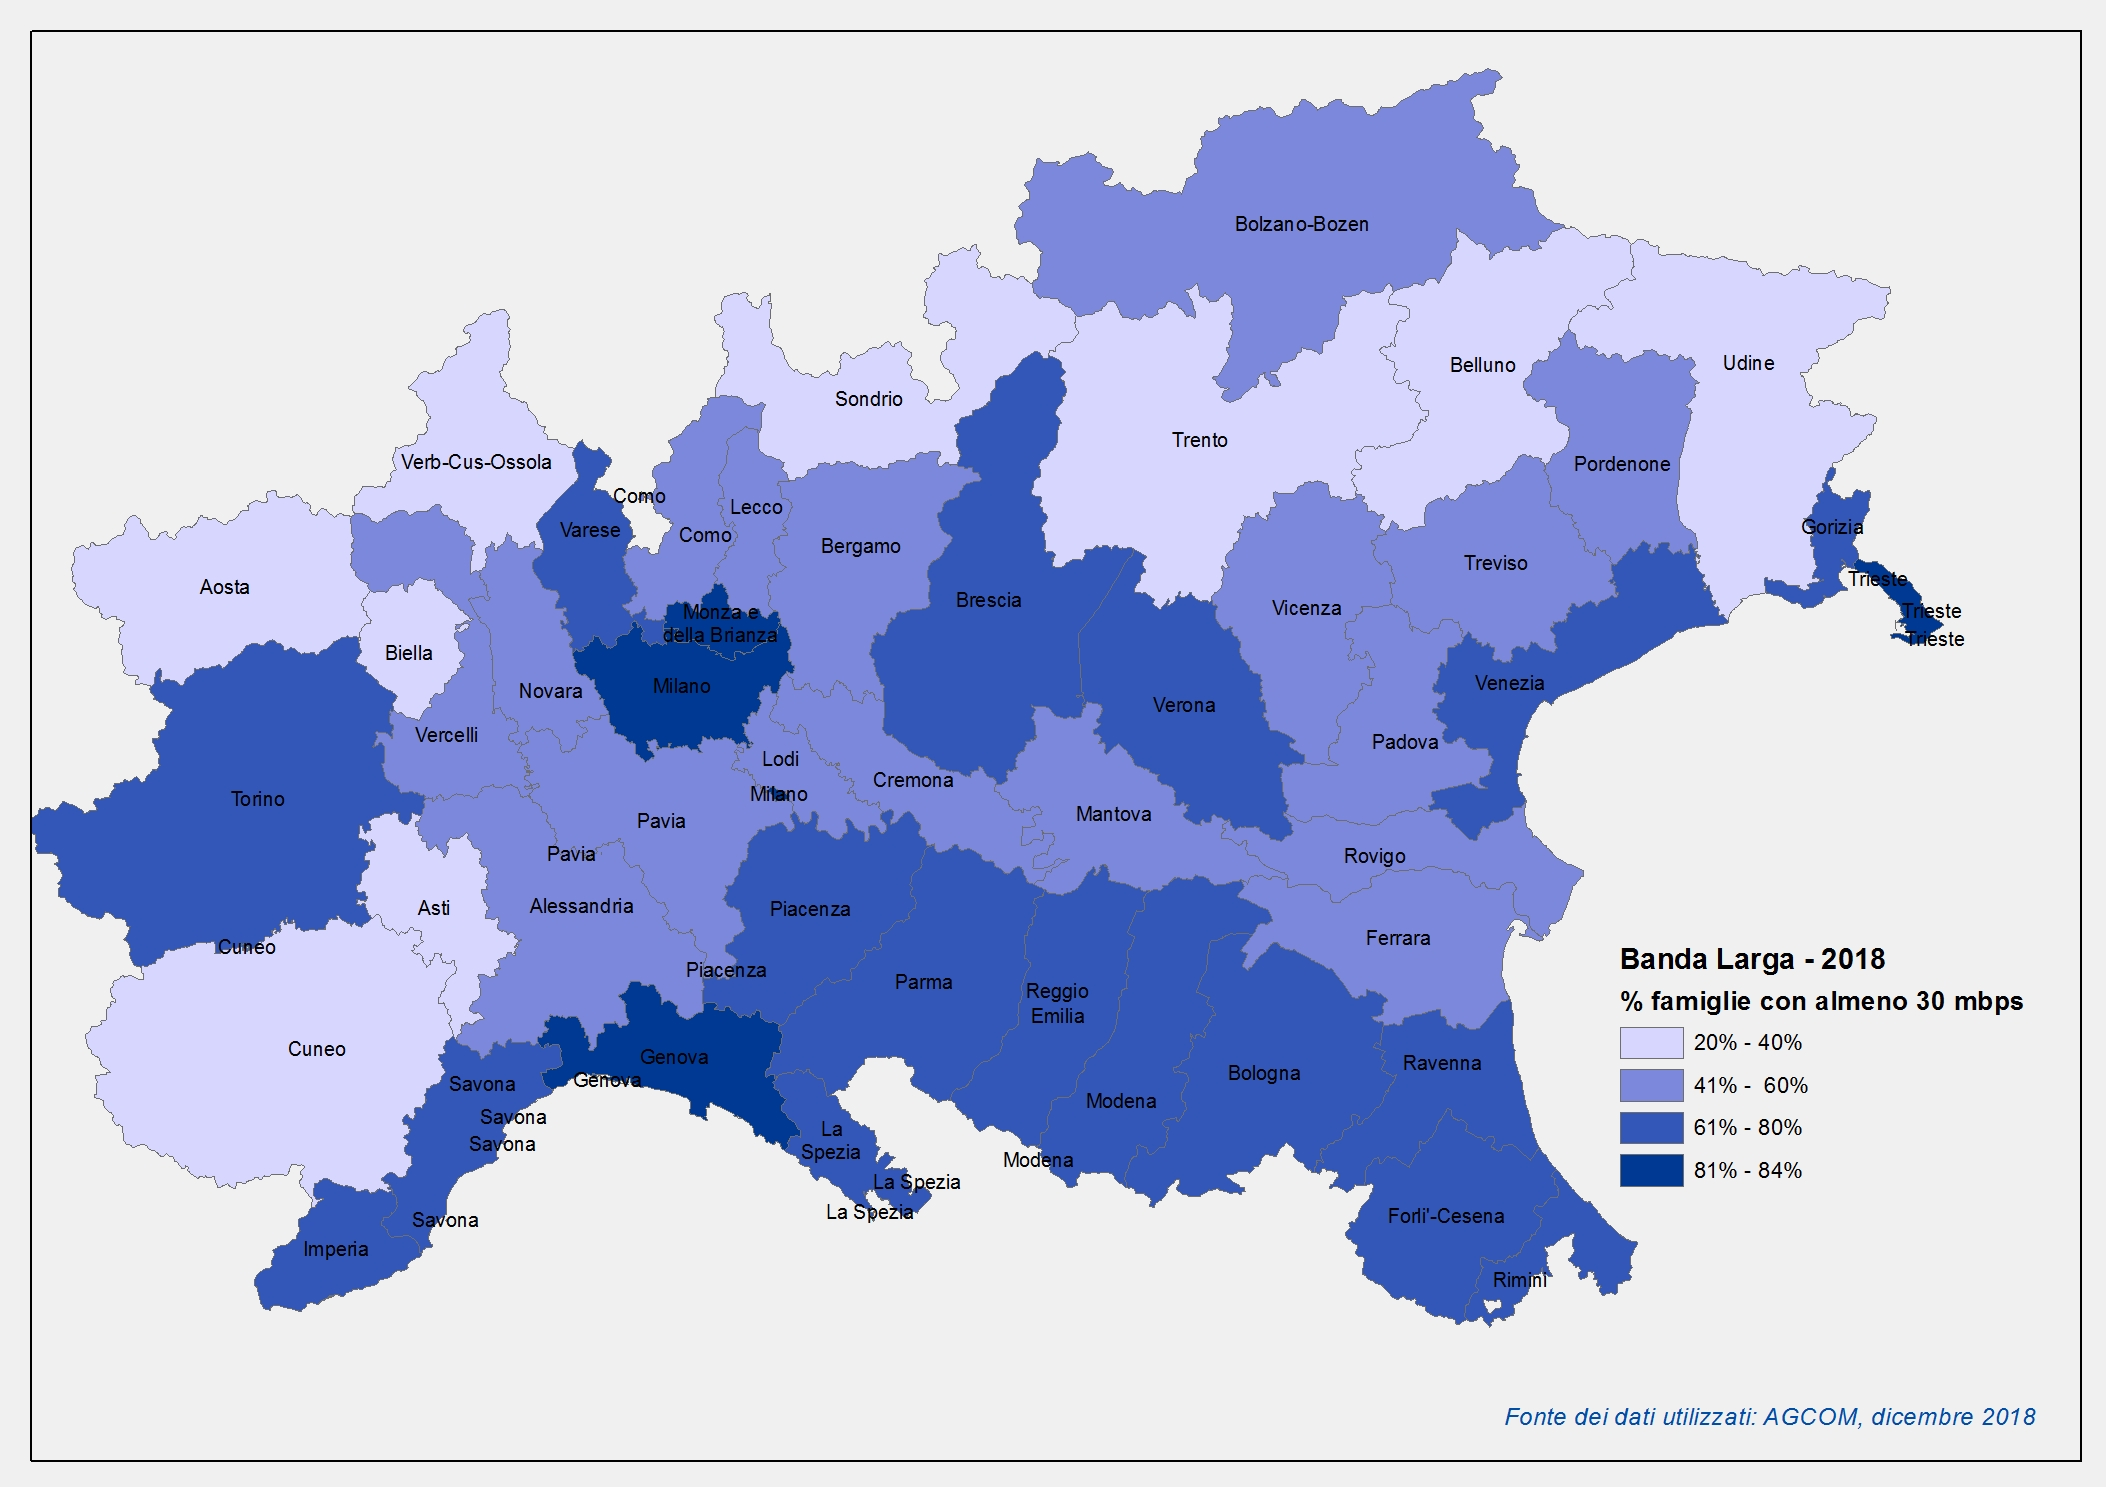 Bolzano-Bozen
Belluno
Udine
Sondrio
Trento
Verb-Cus-Ossola
Pordenone
Como
Lecco
Varese
Como
Bergamo
Gorizia
Treviso
Aosta
Trieste
Brescia
Vicenza
Monza e
della Brianza
Trieste
Trieste
Biella
Milano
Novara
Venezia
Verona
Vercelli
Padova
Lodi
Cremona
Milano
Torino
Mantova
Pavia
Pavia
Rovigo
Asti
Alessandria
Piacenza
Ferrara
Cuneo
Piacenza
Parma
Reggio
Emilia
Cuneo
Genova
Ravenna
Genova
Savona
Bologna
Modena
Savona
La
Spezia
Savona
Modena
La Spezia
La Spezia
Savona
Forli'-Cesena
Imperia
Rimini
Banda Larga - 2018
% famiglie con almeno 30 mbps
20% - 40%
41% - 60%
61% - 80%
81% - 84%
Fonte dei dati utilizzati: AGCOM, dicembre 2018